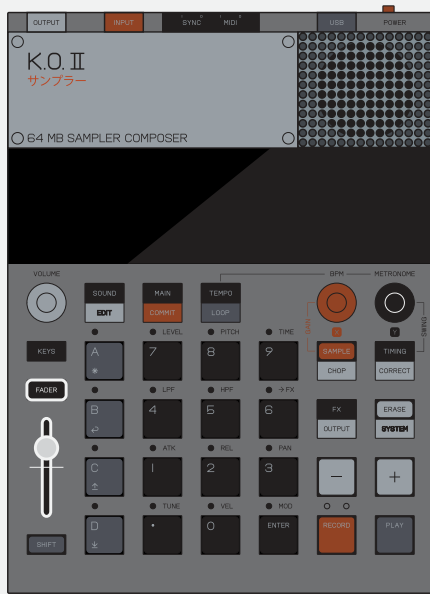 OUTPUT INPUT SYNC MIDI USB POWER
K.O. II
サンプラー
64 MB SAMPLER COMPOSER
VOLUME BPM METRONOME
SOUND MAIN TEMPO
EDIT COMMIT LOOP
GAIN SWING
X Y
LEVEL PITCH TIME
KEYS A 7 8 9 SAMPLE TIMING
CHOP CORRECT
LPF HPF → FX
FADER B 4 5 6 FX ERASE
OUTPUT SYSTEM
ATK REL PAN
C 1 2 3 − +
TUNE VEL MOD
SHIFT D . 0 ENTER RECORD PLAY